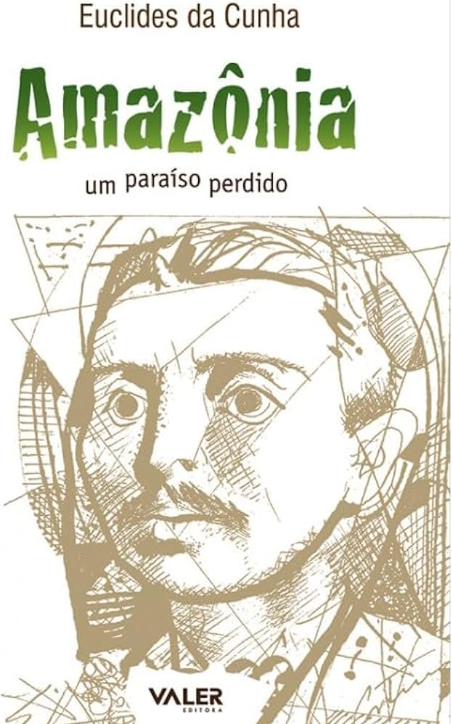 Euclides da Cunha
Amazônia
um paraíso perdido
VALER
EDITORA